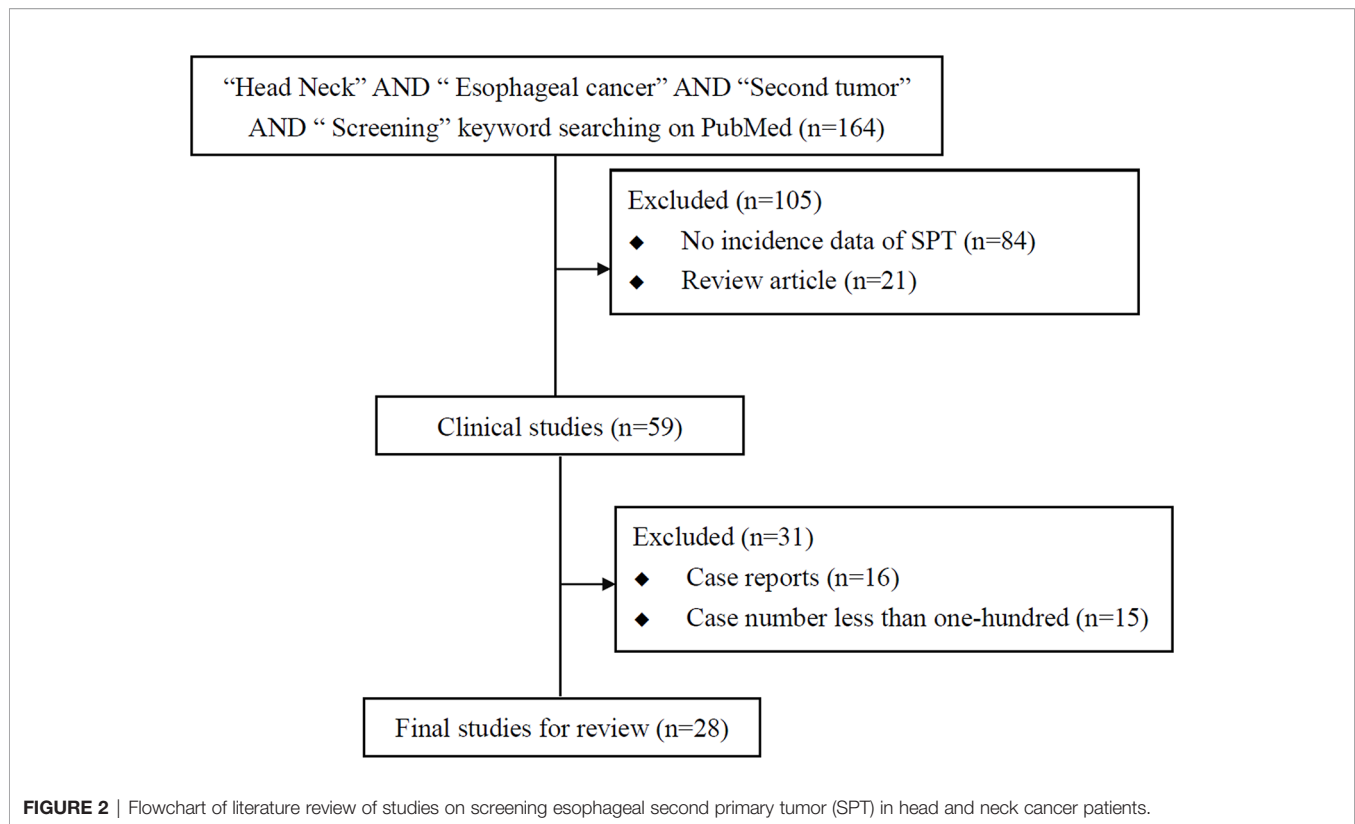 “Head Neck” AND “ Esophageal cancer” AND “Second tumor”
AND “ Screening” keyword searching on PubMed (n=164)
Excluded (n=105)
◆ No incidence data of SPT (n=84)
◆ Review article (n=21)
Clinical studies (n=59)
Excluded (n=31)
◆ Case reports (n=16)
◆ Case number less than one-hundred (n=15)
Final studies for review (n=28)
FIGURE 2 | Flowchart of literature review of studies on screening esophageal second primary tumor (SPT) in head and neck cancer patients.